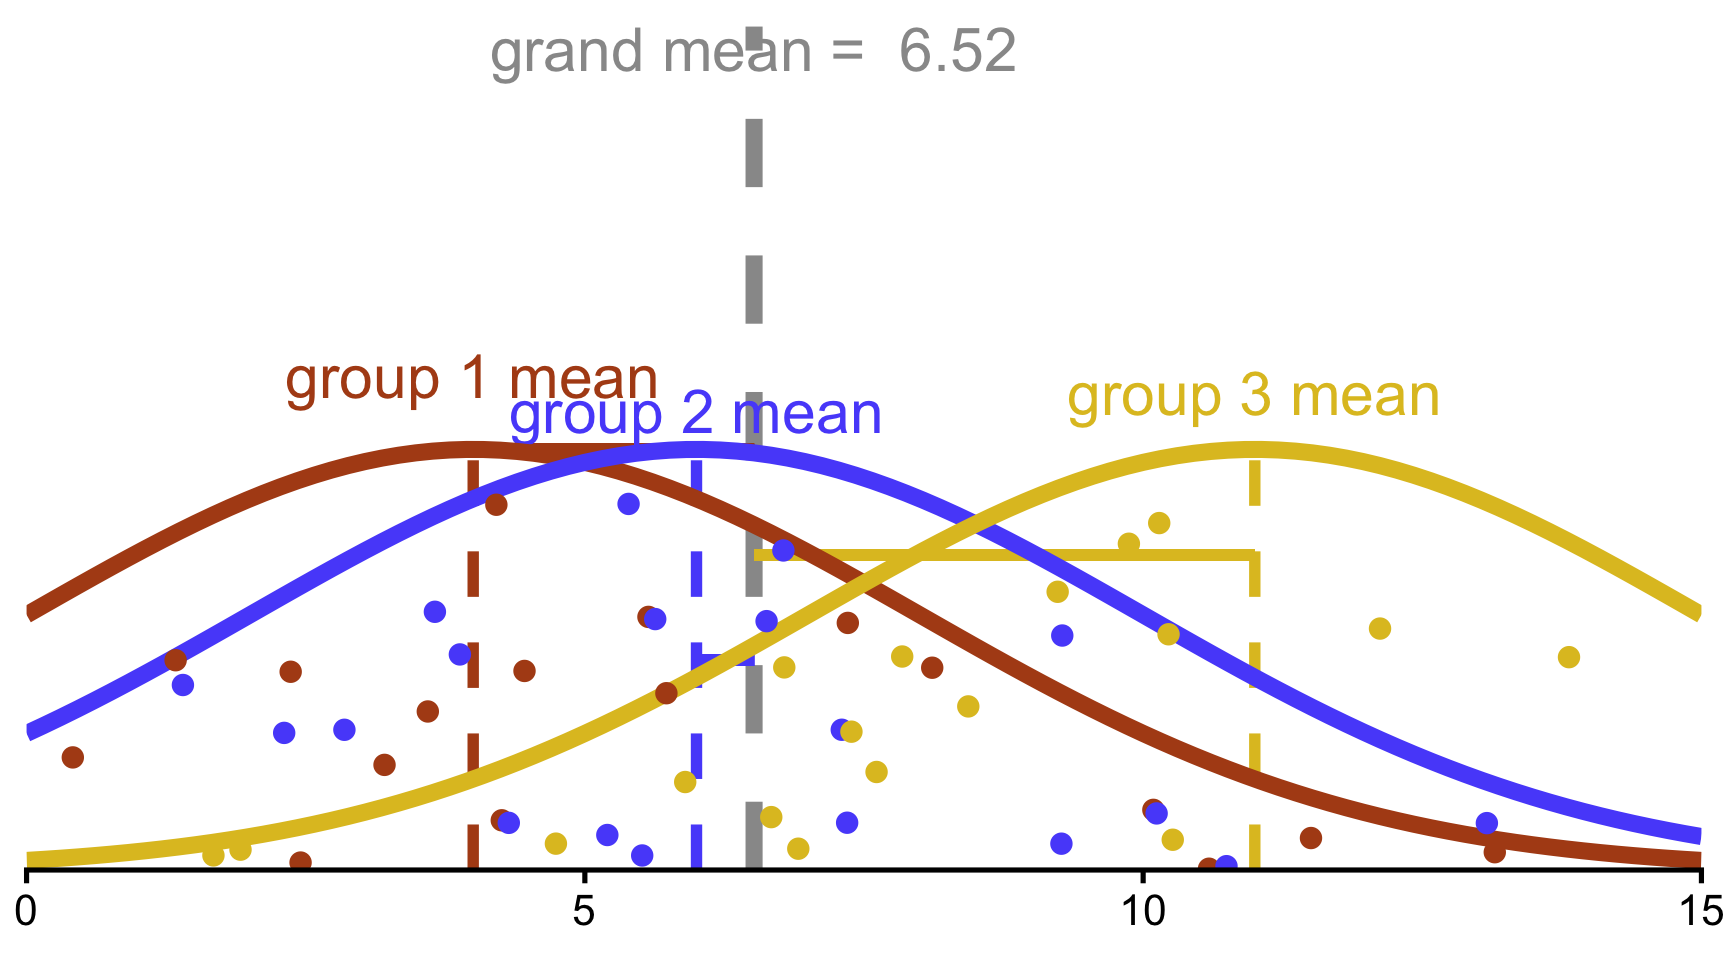 grand mean =  6.52
group 1 mean
group 2 mean
group 3 mean
0 5 10 15